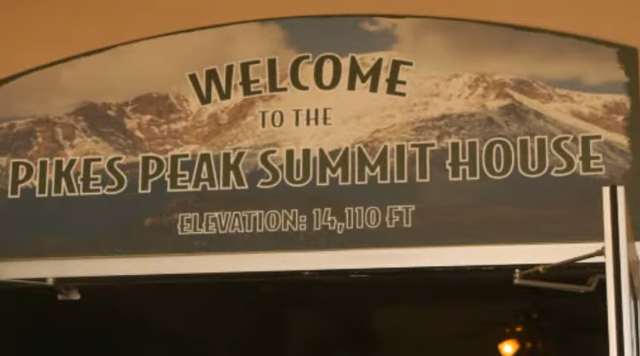 WELCOME
TO THE
PIKES PEAK SUMMIT HOUSE
ELEVATION: 14,110 FT